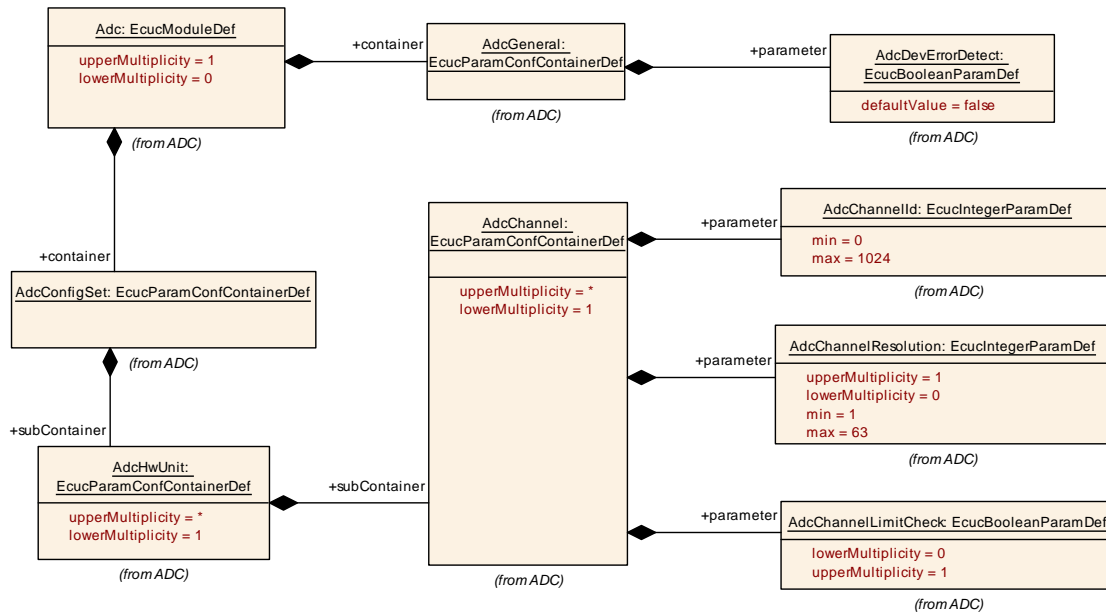 Adc: EcucModuleDef
upperMultiplicity = 1
lowerMultiplicity = 0
(from ADC)
+container
AdcGeneral:
EcucParamConfContainerDef
(from ADC)
+parameter
AdcDevErrorDetect:
EcucBooleanParamDef
defaultValue = false
(from ADC)
+container
AdcConfigSet: EcucParamConfContainerDef
(from ADC)
+subContainer
AdcHwUnit:
EcucParamConfContainerDef
upperMultiplicity = *
lowerMultiplicity = 1
(from ADC)
+subContainer
AdcChannel:
EcucParamConfContainerDef
upperMultiplicity = *
lowerMultiplicity = 1
(from ADC)
+parameter
AdcChannelId: EcucIntegerParamDef
min = 0
max = 1024
(from ADC)
+parameter
AdcChannelResolution: EcucIntegerParamDef
upperMultiplicity = 1
lowerMultiplicity = 0
min = 1
max = 63
(from ADC)
+parameter
AdcChannelLimitCheck: EcucBooleanParamDef
lowerMultiplicity = 0
upperMultiplicity = 1
(from ADC)